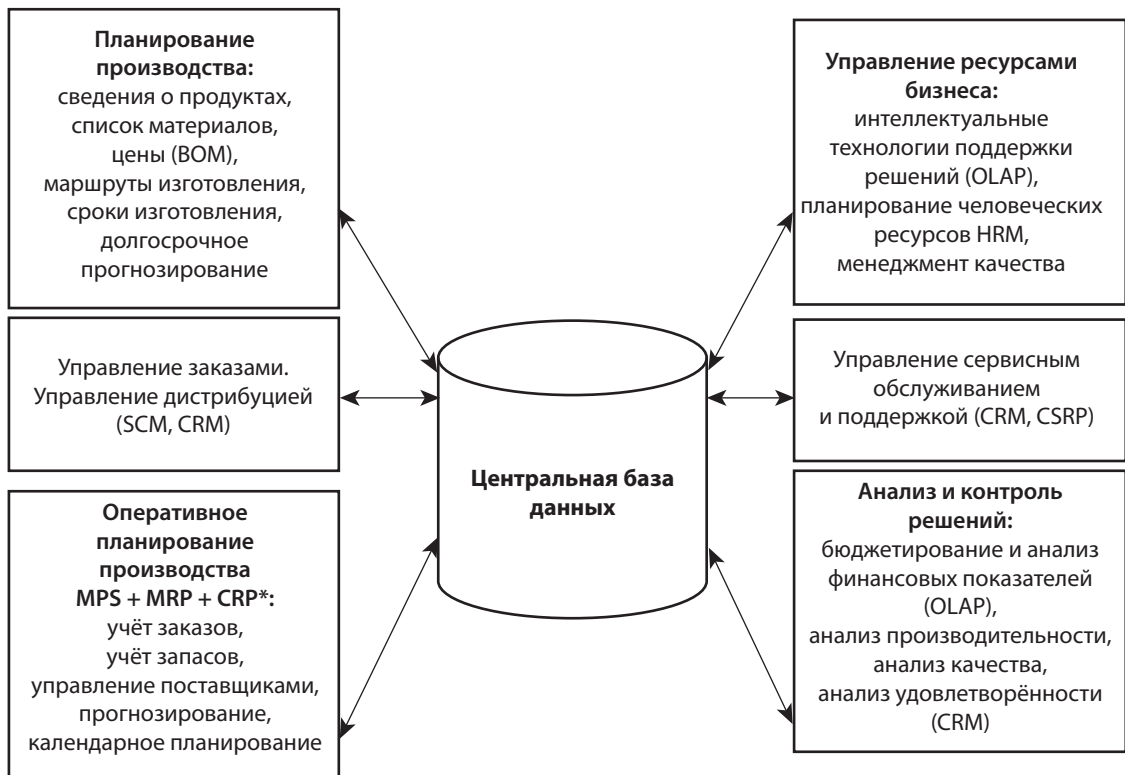 Планирование
производства:
сведения о продуктах,
список материалов,
цены (BOM),
маршруты изготовления,
сроки изготовления,
долгосрочное
прогнозирование
Управление заказами.
Управление дистрибуцией
(SCM, CRM)
Оперативное
планирование
производства
MPS + MRP + CRP*:
учёт заказов,
учёт запасов,
управление поставщиками,
прогнозирование,
календарное планирование
Центральная база
данных
Управление ресурсами
бизнеса:
интеллектуальные
технологии поддержки
решений (OLAP),
планирование человеческих
ресурсов HRM,
менеджмент качества
Управление сервисным
обслуживанием
и поддержкой (CRM, CSRP)
Анализ и контроль
решений:
бюджетирование и анализ
финансовых показателей
(OLAP),
анализ производительности,
анализ качества,
анализ удовлетворённости
(CRM)